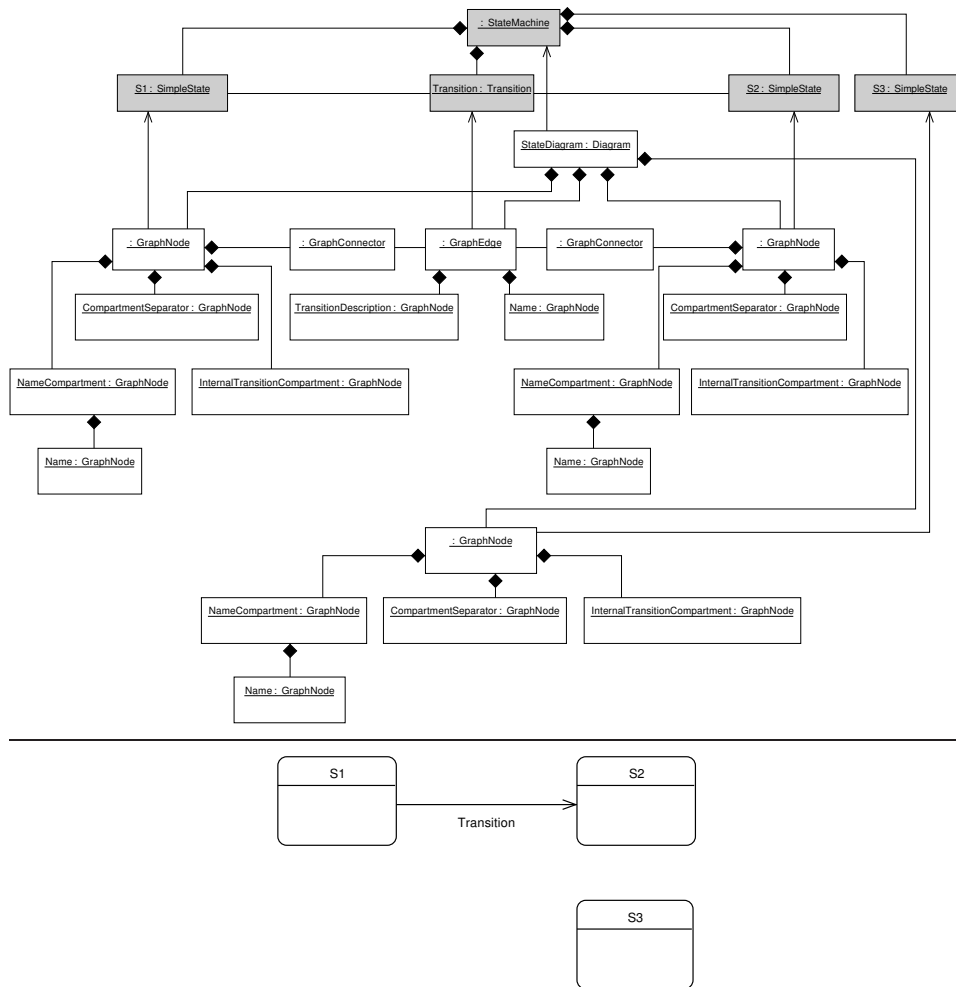 : StateMachine
S1 : SimpleState
Transition : Transition
S2 : SimpleState
S3 : SimpleState
StateDiagram : Diagram
: GraphNode
: GraphConnector
: GraphEdge
: GraphConnector
: GraphNode
CompartmentSeparator : GraphNode
TransitionDescription : GraphNode
Name : GraphNode
CompartmentSeparator : GraphNode
NameCompartment : GraphNode
InternalTransitionCompartment : GraphNode
NameCompartment : GraphNode
InternalTransitionCompartment : GraphNode
Name : GraphNode
Name : GraphNode
: GraphNode
NameCompartment : GraphNode
CompartmentSeparator : GraphNode
InternalTransitionCompartment : GraphNode
Name : GraphNode
S1
S2
Transition
S3